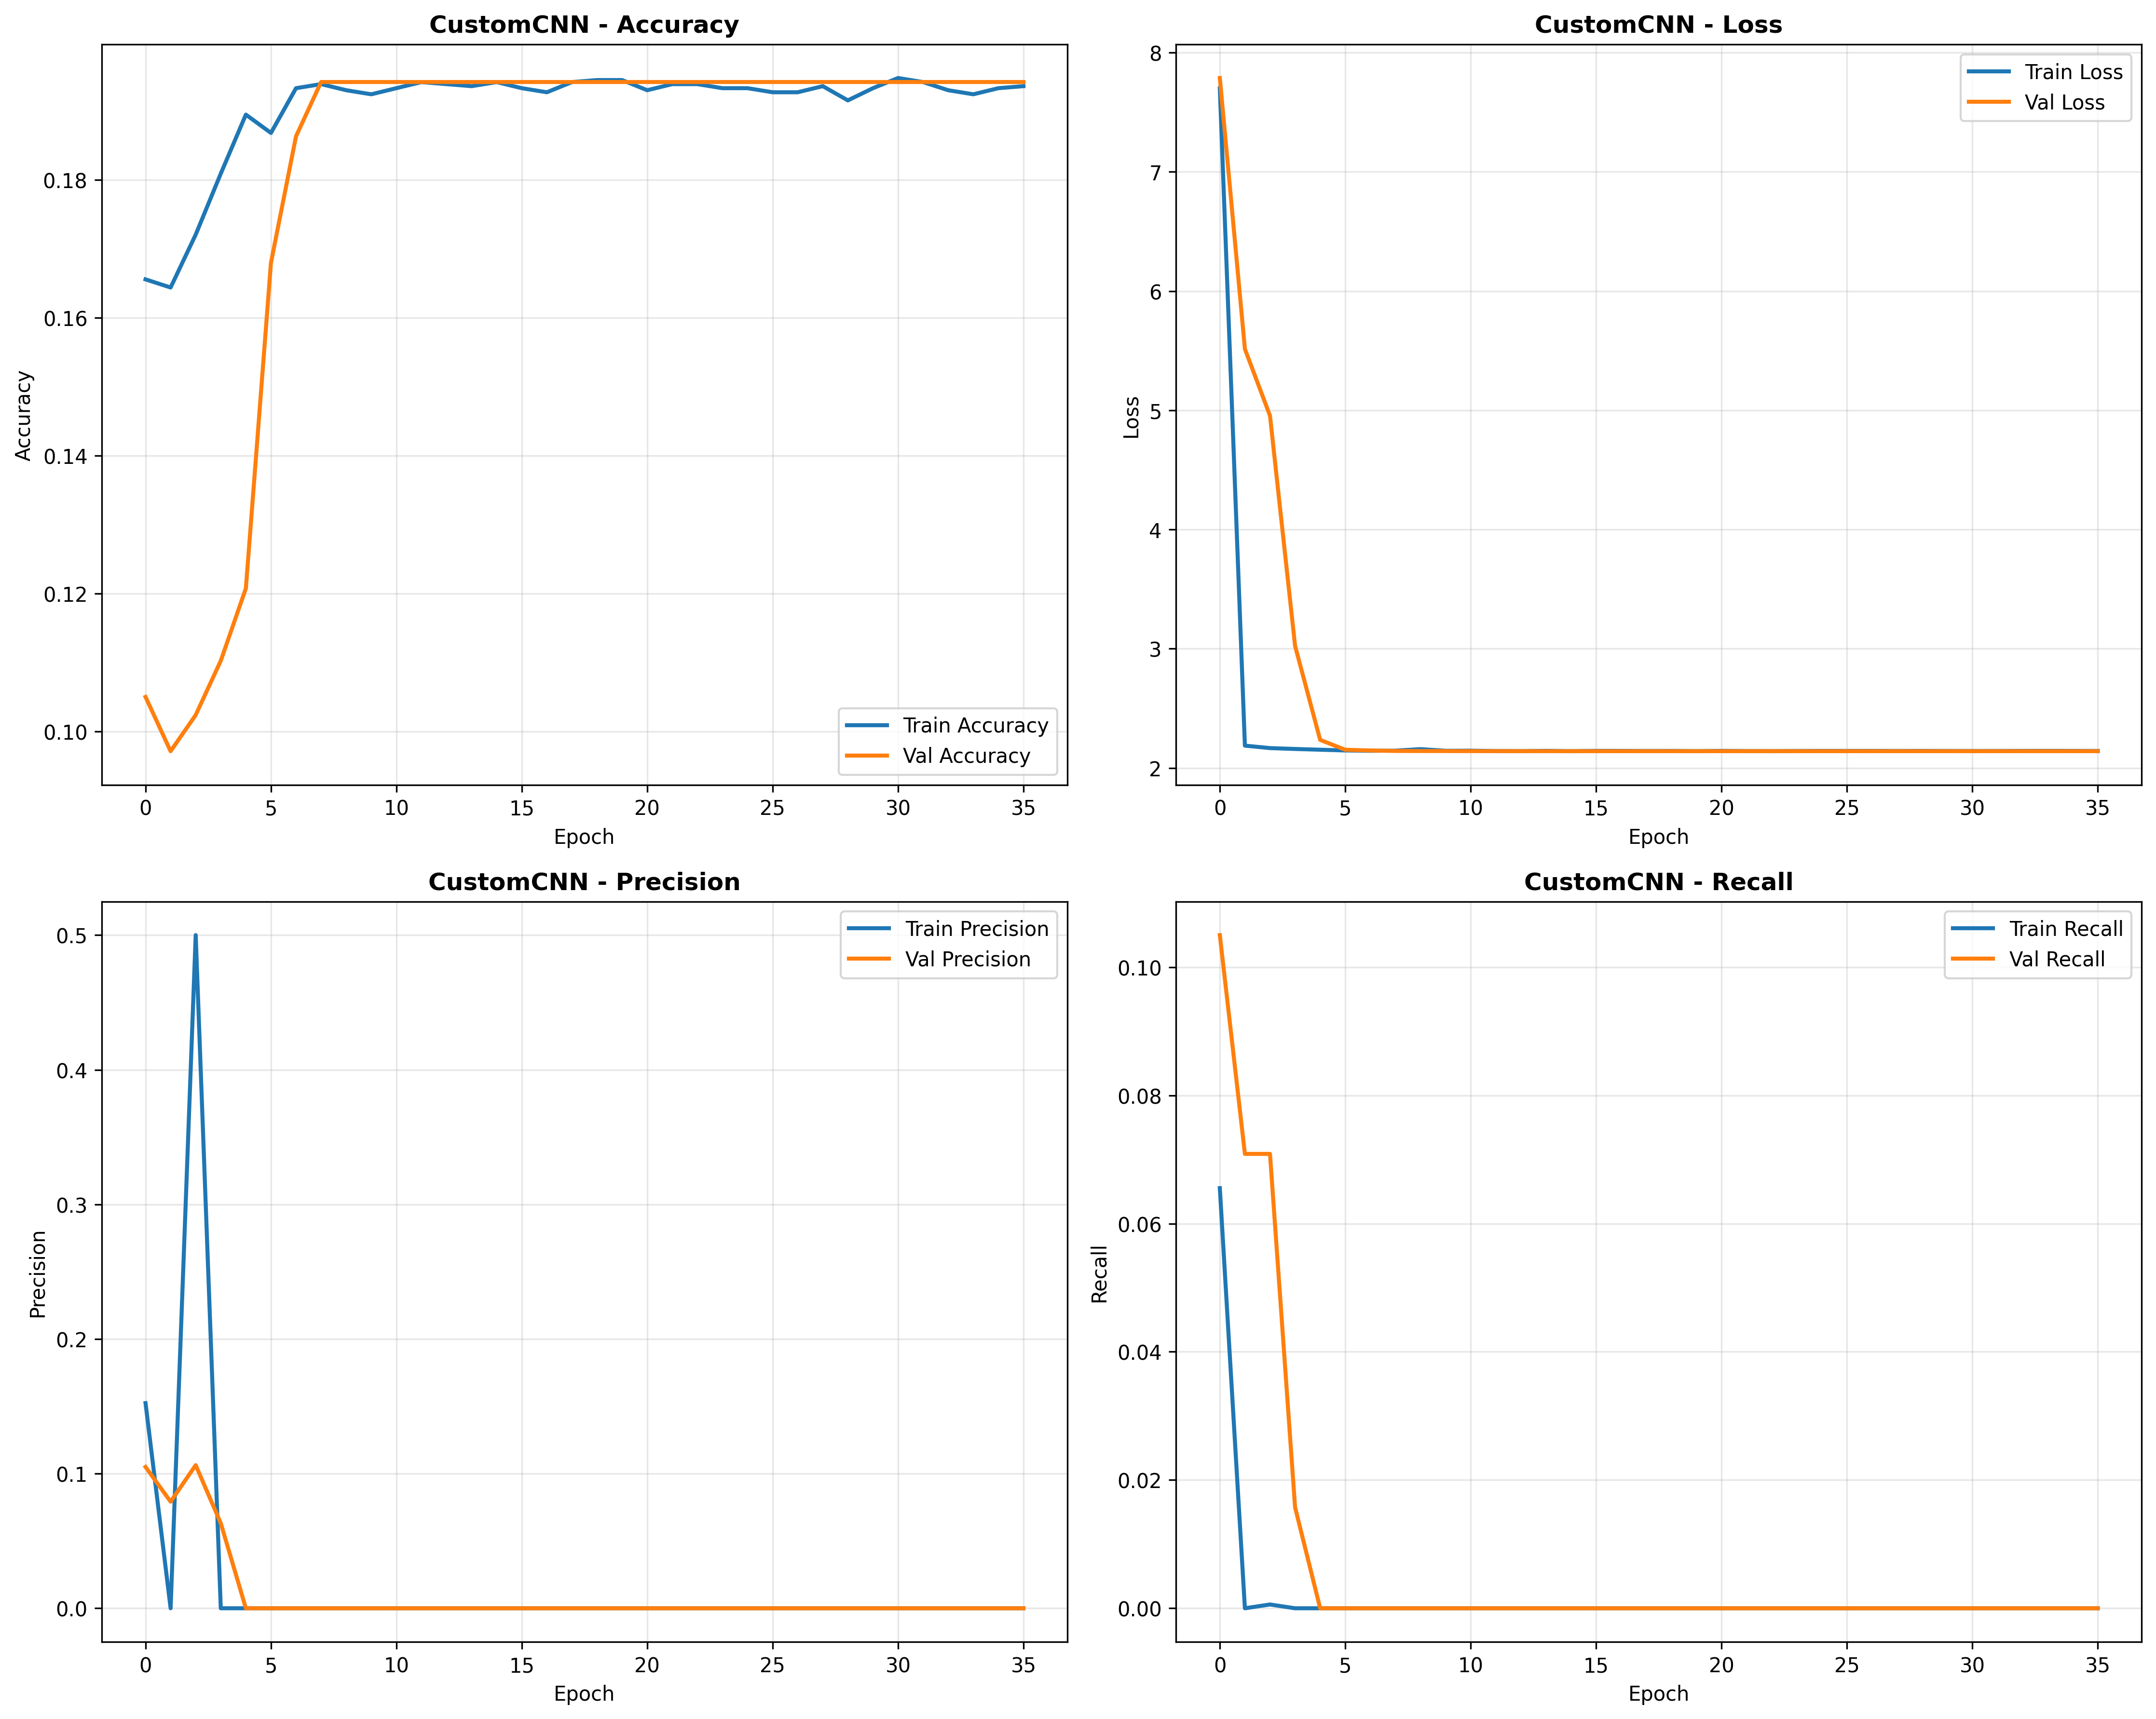 CustomCNN - Accuracy
Accuracy
0.18
0.16
0.14
0.12
0.10
Train Accuracy
Val Accuracy
0 5 10 15 20 25 30 35
Epoch
CustomCNN - Loss
Loss
8
7
6
5
4
3
2
Train Loss
Val Loss
0 5 10 15 20 25 30 35
Epoch
CustomCNN - Precision
Precision
0.5
0.4
0.3
0.2
0.1
0.0
Train Precision
Val Precision
0 5 10 15 20 25 30 35
Epoch
CustomCNN - Recall
Recall
0.10
0.08
0.06
0.04
0.02
0.00
Train Recall
Val Recall
0 5 10 15 20 25 30 35
Epoch